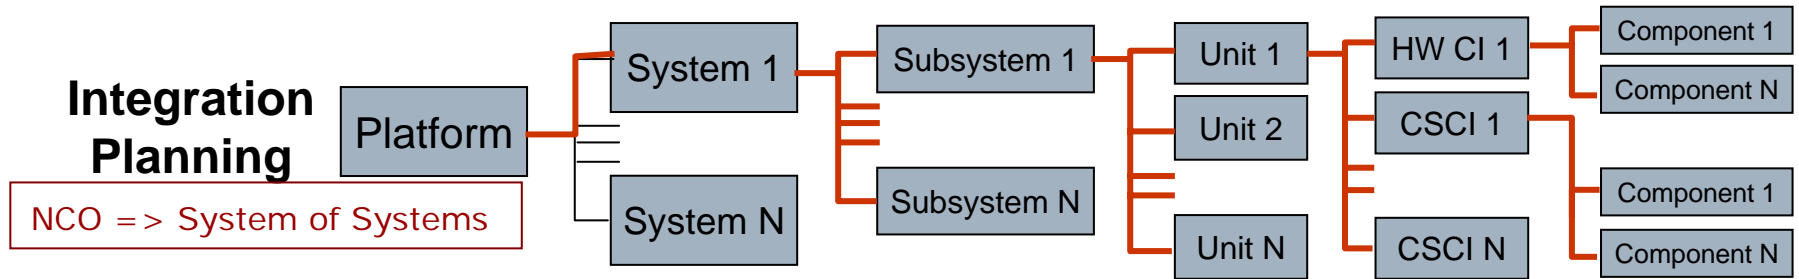 Integration
Planning
NCO => System of Systems
Platform
System 1
System N
Subsystem 1
Subsystem N
Unit 1
Unit 2
Unit N
HW CI 1
CSCI 1
CSCI N
Component 1
Component N
Component 1
Component N